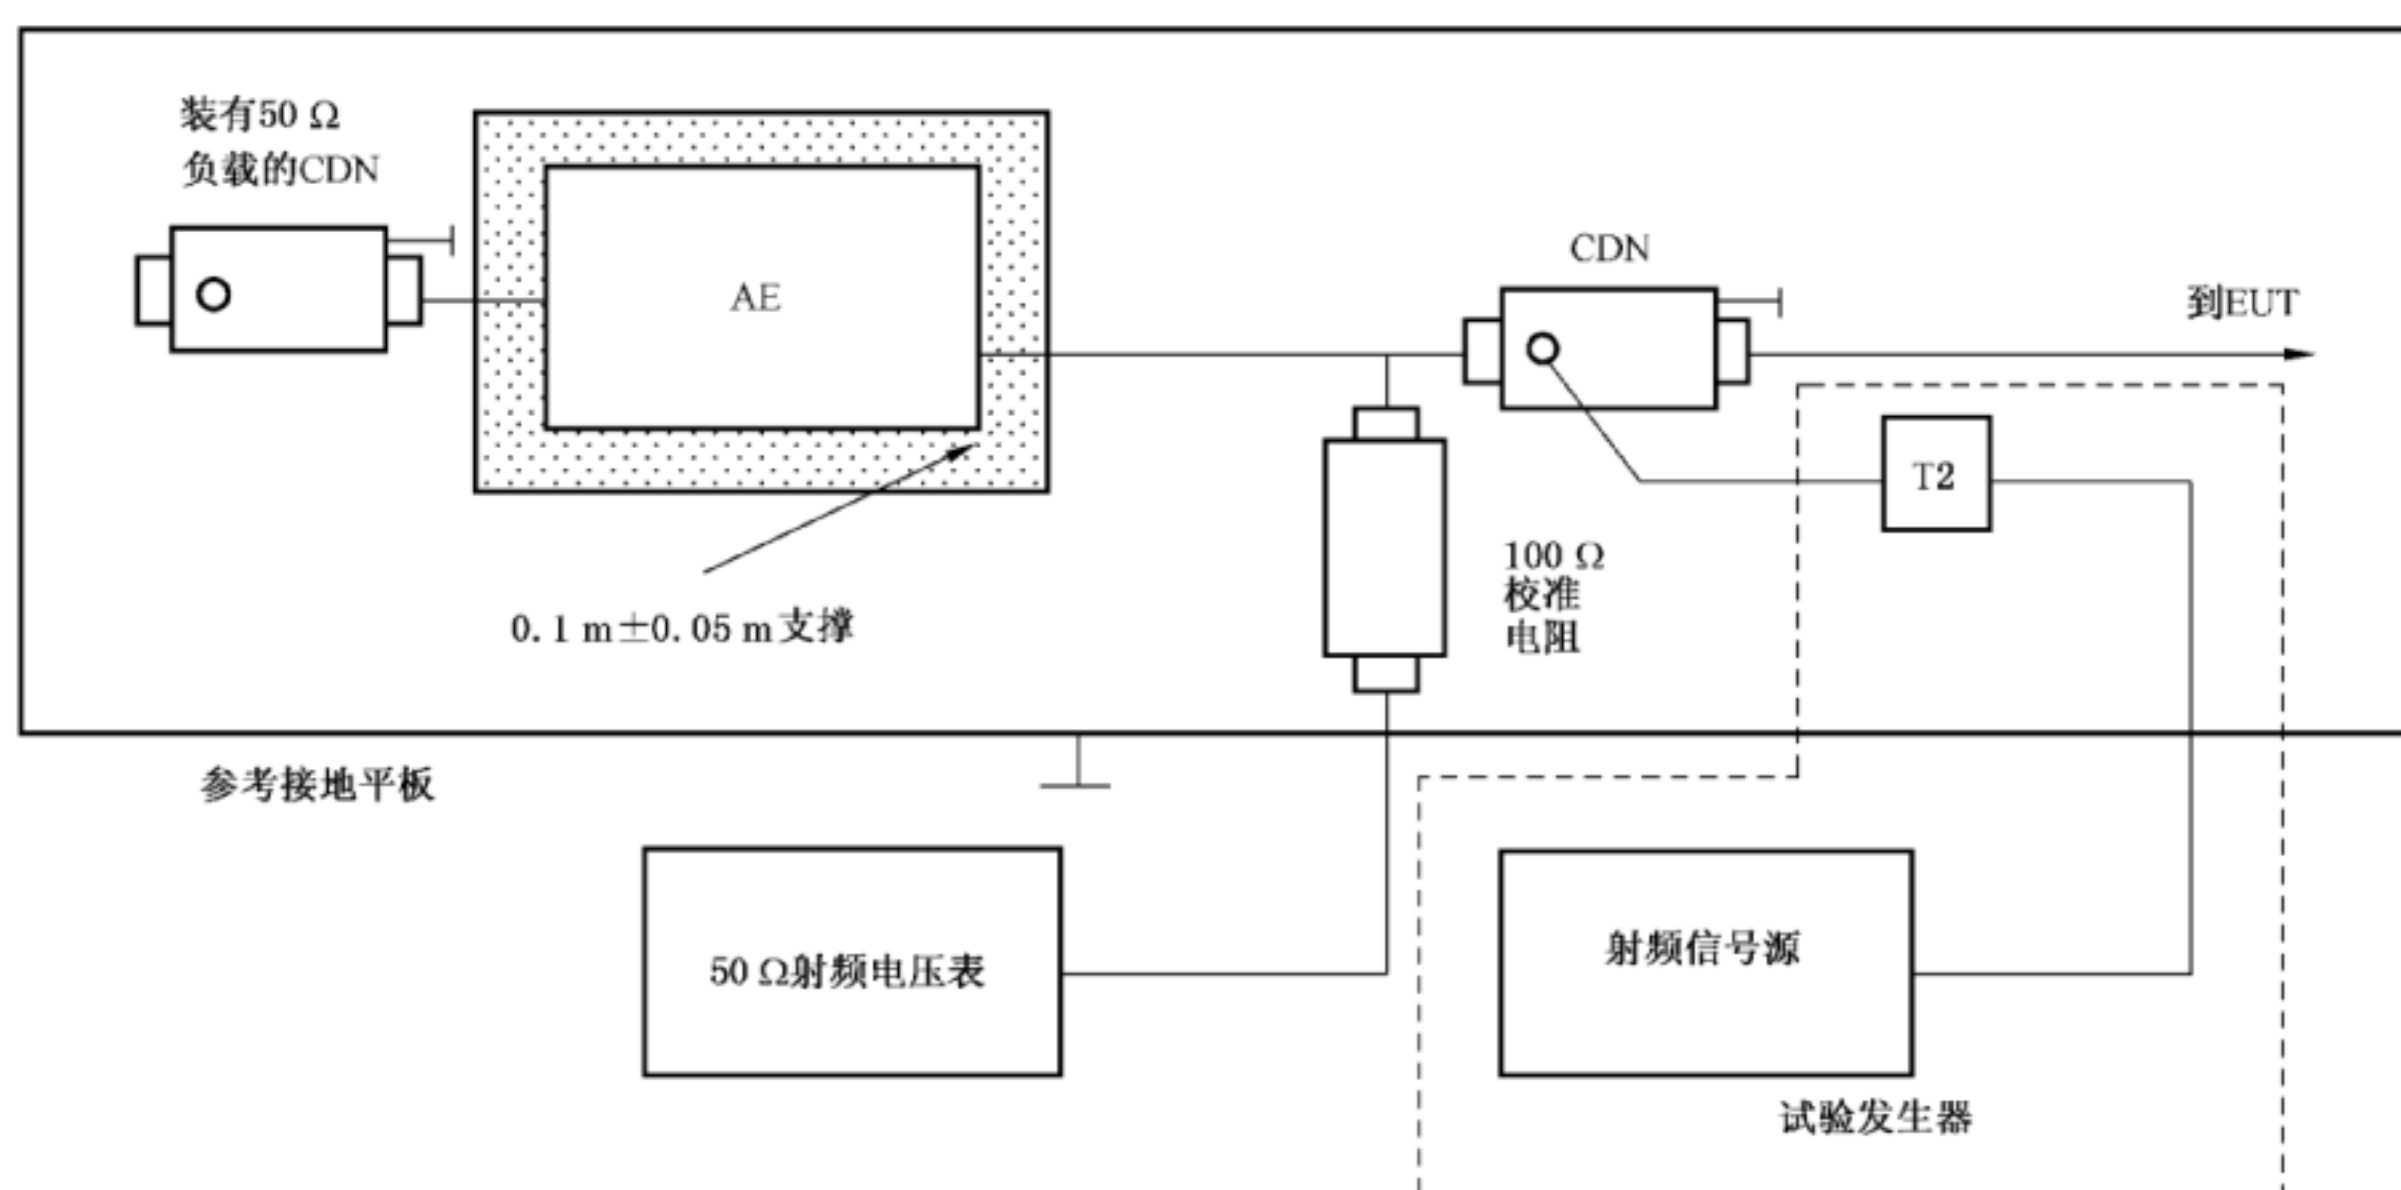 装有50 Ω
负载的CDN
AE
CDN
到EUT
T2
100 Ω
校准
电阻
0.1 m±0.05 m支撑
参考接地平板
50 Ω射频电压表
射频信号源
试验发生器